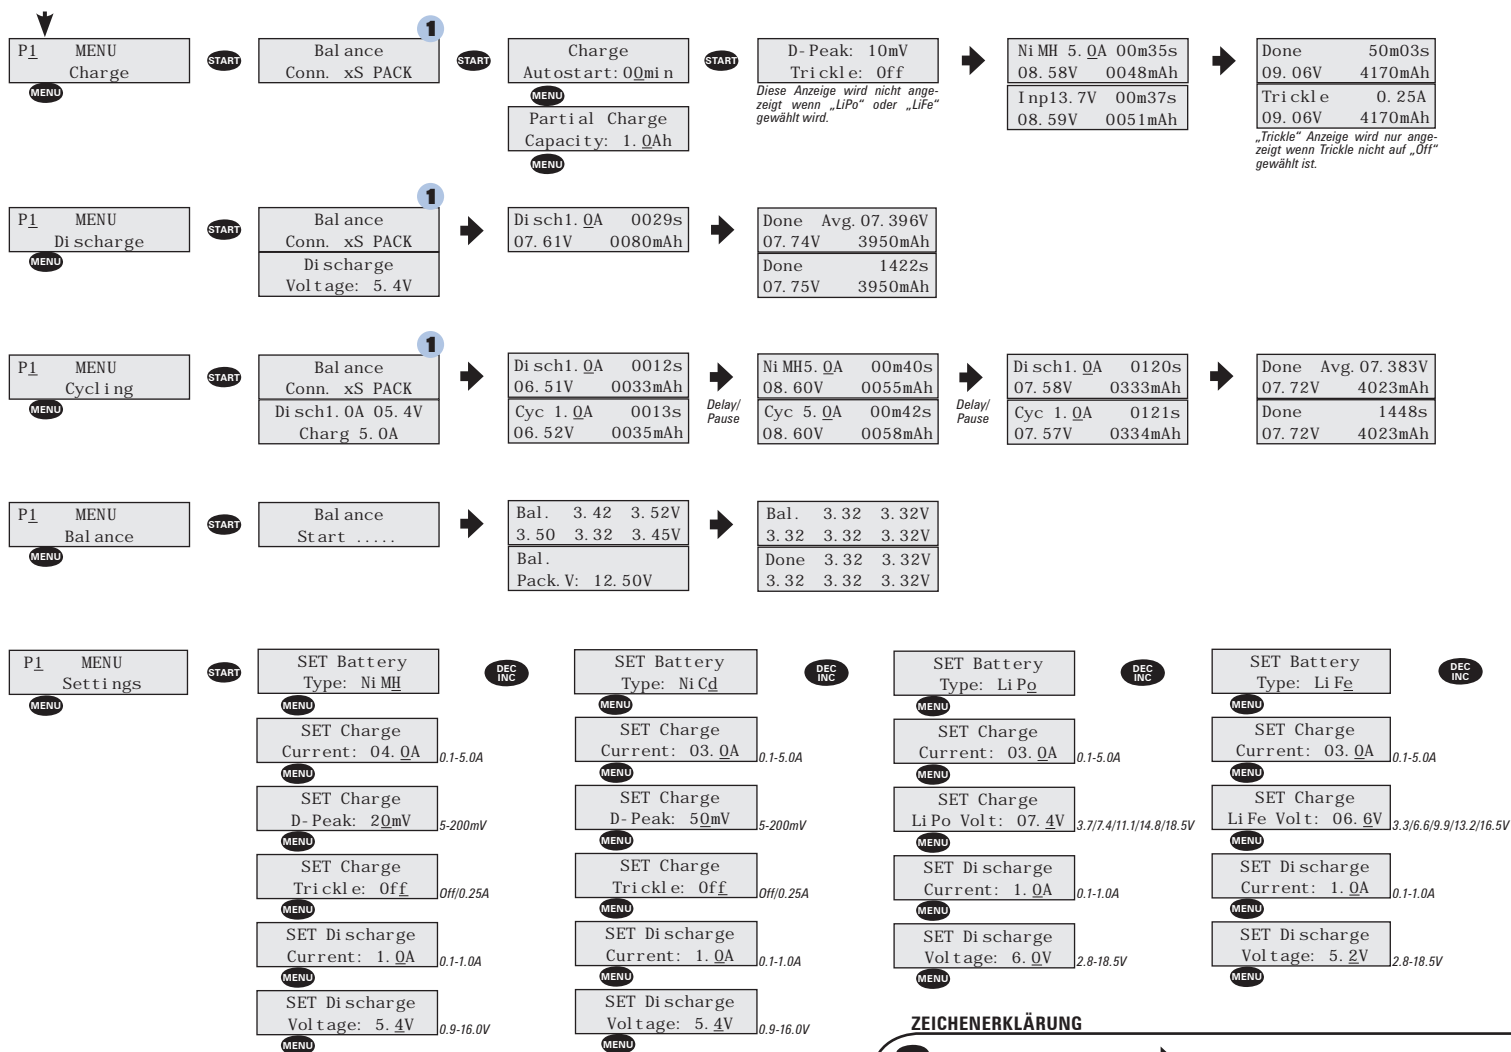 P1 MENU
Charge
MENU
START
1
Balance
Conn. xS PACK
START
Charge
Autostart: 00min
MENU
Partial Charge
Capacity: 1.0Ah
MENU
START
D-Peak: 10mV
Trickle: Off
Diese Anzeige wird nicht ange-
zeigt wenn „LiPo" oder „LiFe"
gewählt wird.
NiMH 5.0A 00m35s
08.58V 0048mAh
Inp13.7V 00m37s
08.59V 0051mAh
Done 50m03s
09.06V 4170mAh
Trickle 0.25A
09.06V 4170mAh
„Trickle" Anzeige wird nur ange-
zeigt wenn Trickle nicht auf „Off"
gewählt ist.
P1 MENU
Discharge
MENU
START
1
Balance
Conn. xS PACK
Discharge
Voltage: 5.4V
Disch1.0A 0029s
07.61V 0080mAh
Done Avg.07.396V
07.74V 3950mAh
Done 1422s
07.75V 3950mAh
P1 MENU
Cycling
MENU
START
1
Balance
Conn. xS PACK
Disch1.0A 05.4V
Charg 5.0A
Disch1.0A 0012s
06.51V 0033mAh
Cyc 1.0A 0013s
06.52V 0035mAh
Delay/
Pause
NiMH5.0A 00m40s
08.60V 0055mAh
Cyc 5.0A 00m42s
08.60V 0058mAh
Delay/
Pause
Disch1.0A 0120s
07.58V 0333mAh
Cyc 1.0A 0121s
07.57V 0334mAh
Done Avg.07.383V
07.72V 4023mAh
Done 1448s
07.72V 4023mAh
P1 MENU
Balance
MENU
START
Balance
Start .....
Bal. 3.42 3.52V
3.50 3.32 3.45V
Bal.
Pack.V: 12.50V
Bal. 3.32 3.32V
3.32 3.32 3.32V
Done 3.32 3.32V
3.32 3.32 3.32V
P1 MENU
Settings
MENU
START
SET Battery
Type: NiMH
MENU
SET Charge
Current: 04.0A 0.1-5.0A
MENU
SET Charge
D-Peak: 20mV 5-200mV
MENU
SET Charge
Trickle: Off Off/0.25A
MENU
SET Discharge
Current: 1.0A 0.1-1.0A
MENU
SET Discharge
Voltage: 5.4V 0.9-16.0V
MENU
DEC
INC
SET Battery
Type: NiCd
MENU
SET Charge
Current: 03.0A 0.1-5.0A
MENU
SET Charge
D-Peak: 50mV 5-200mV
MENU
SET Charge
Trickle: Off Off/0.25A
MENU
SET Discharge
Current: 1.0A 0.1-1.0A
MENU
SET Discharge
Voltage: 5.4V 0.9-16.0V
MENU
DEC
INC
SET Battery
Type: LiPo
MENU
SET Charge
Current: 03.0A 0.1-5.0A
MENU
SET Charge
LiPo Volt: 07.4V 3.7/7.4/11.1/14.8/18.5V
MENU
SET Discharge
Current: 1.0A 0.1-1.0A
MENU
SET Discharge
Voltage: 6.0V 2.8-18.5V
MENU
DEC
INC
SET Battery
Type: LiFe
MENU
SET Charge
Current: 03.0A 0.1-5.0A
MENU
SET Charge
LiFe Volt: 06.6V 3.3/6.6/9.9/13.2/16.5V
MENU
SET Discharge
Current: 1.0A 0.1-1.0A
MENU
SET Discharge
Voltage: 5.2V 2.8-18.5V
MENU
DEC
INC
ZEICHENERKLÄRUNG